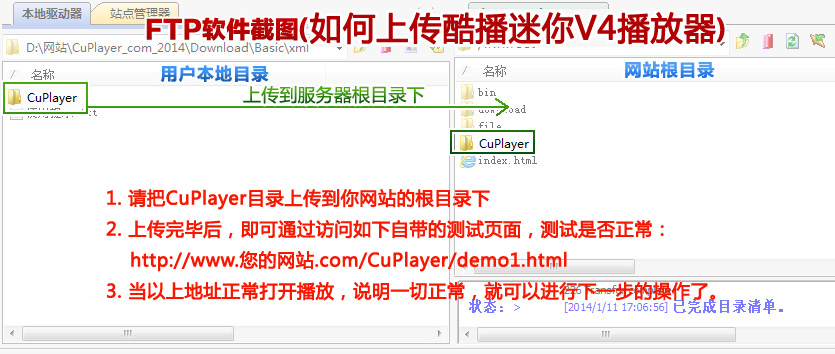 本地驱动器 站点管理器
FTP软件截图(如何上传酷播迷你V4播放器)
D:\网站\CuPlayer_com_2014\Download\Basic\xml
/ 名称
用户本地目录
/ 名称
网站根目录
CuPlayer
上传到服务器根目录下
bin
download
file
CuPlayer
index.html
1. 请把CuPlayer目录上传到你网站的根目录下
2. 上传完毕后，即可通过访问如下自带的测试页面，测试是否正常：
http://www.您的网站.com/CuPlayer/demo1.html
3. 当以上地址正常打开播放，说明一切正常，就可以进行下一步的操作了。
状态：> [2014/1/11 17:06:56] 已完成目录清单。